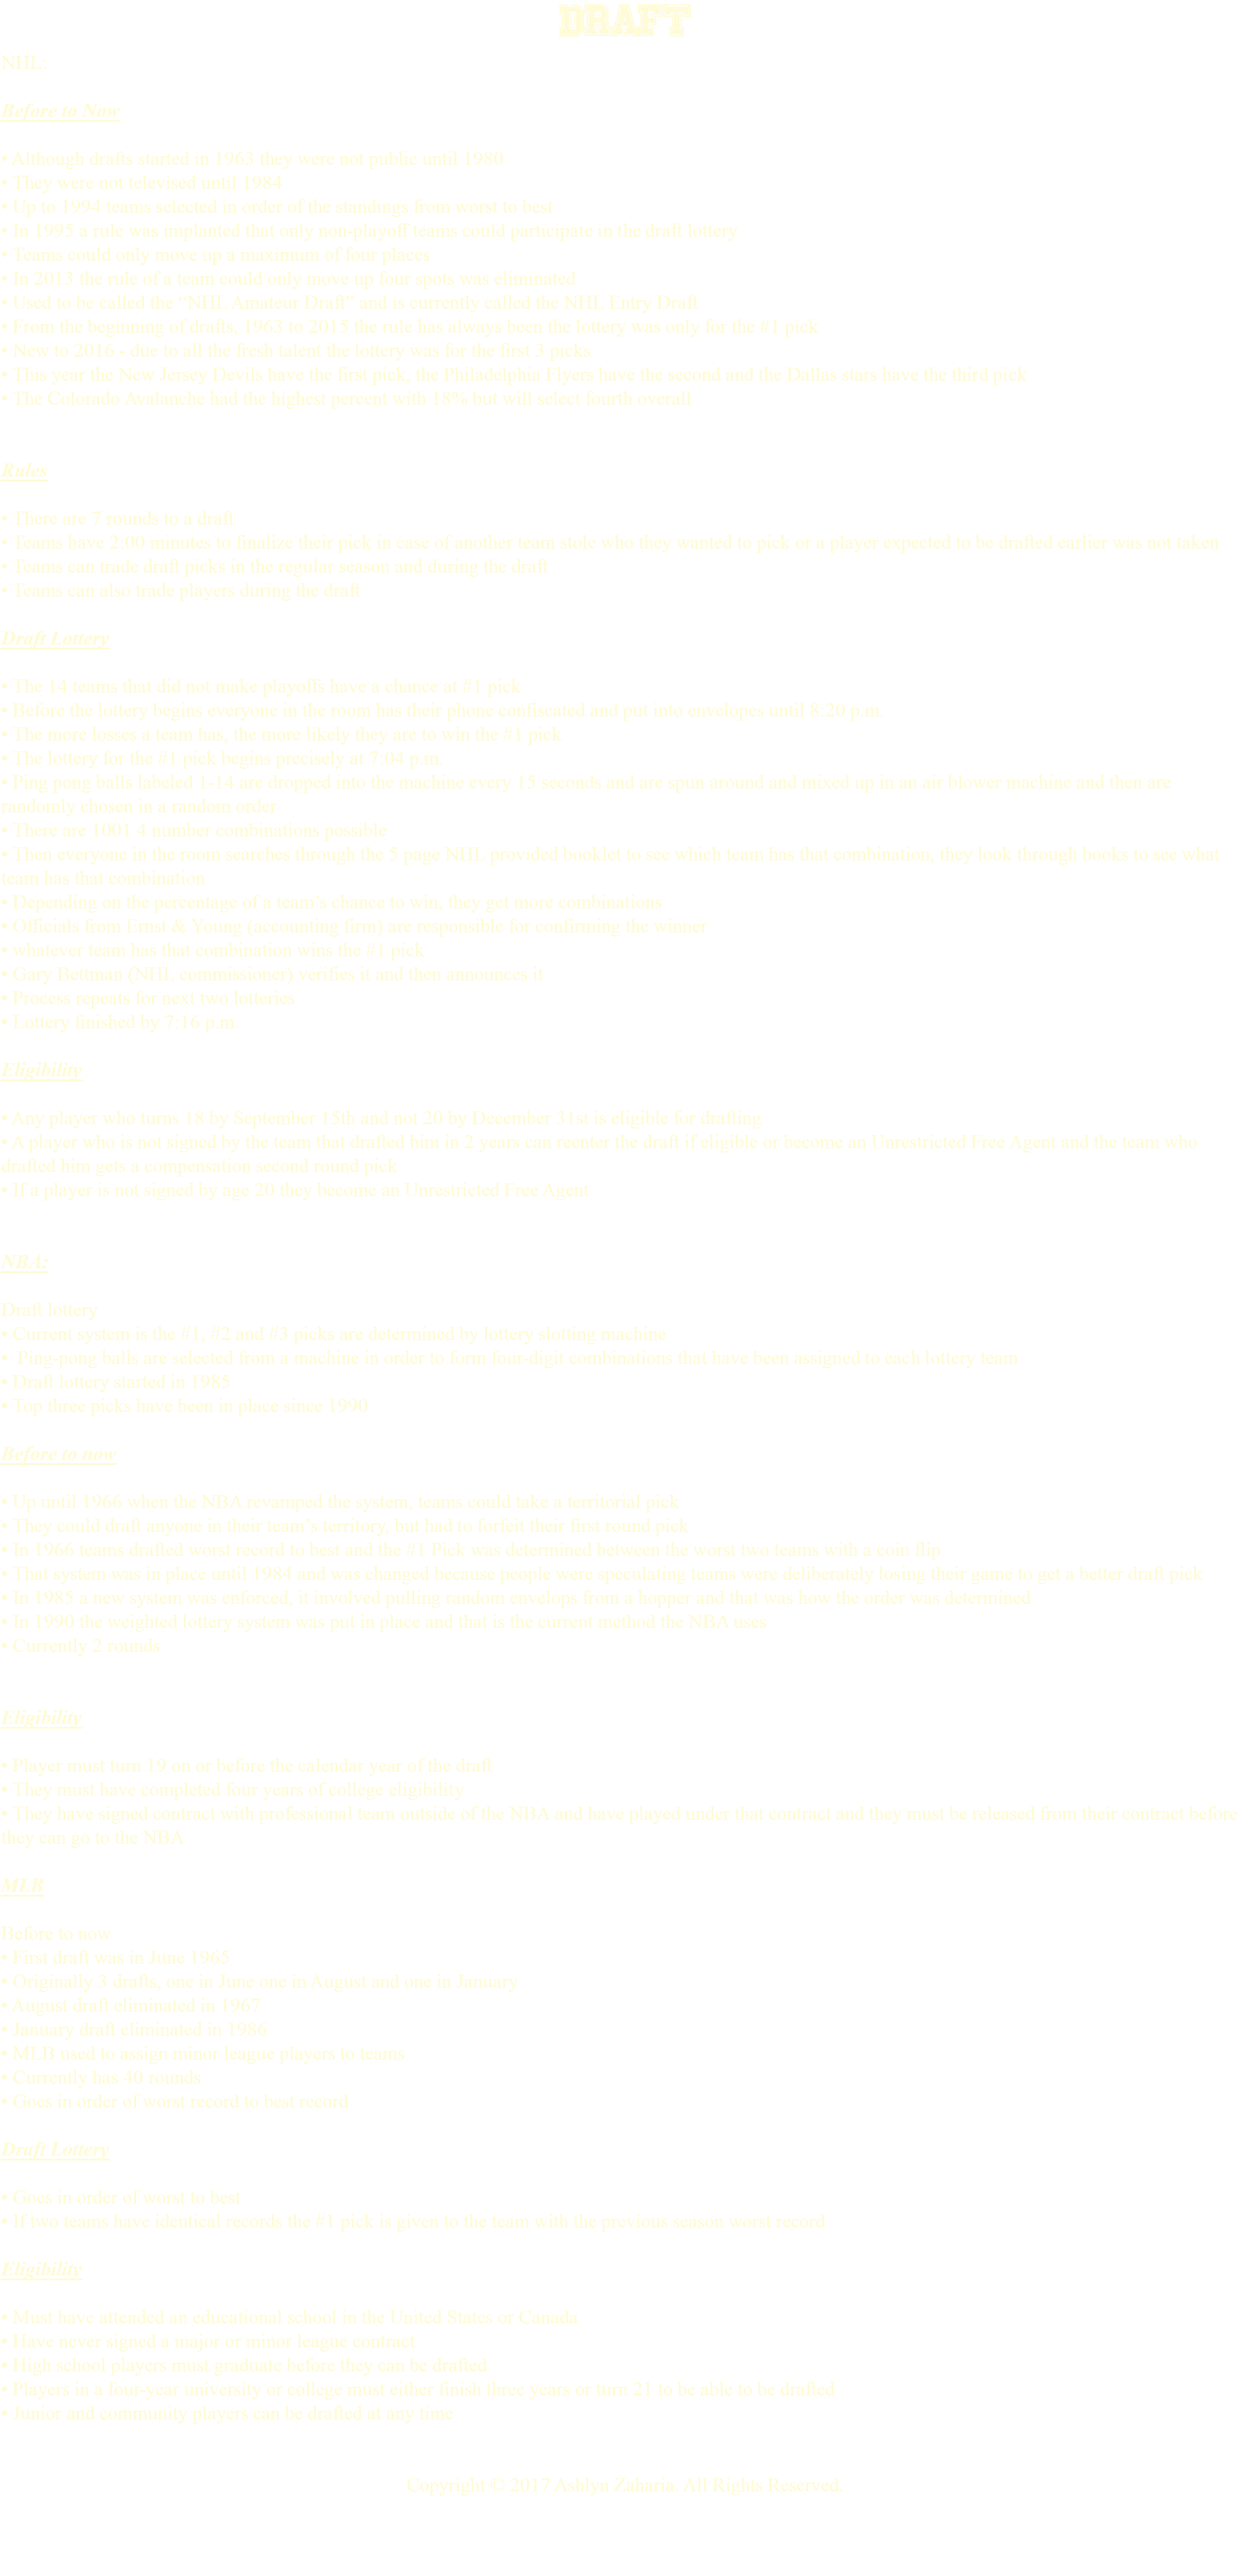 DRAFT
NHL:
Before to Now
• Although drafts started in 1963 they were not public until 1980
• They were not televised until 1984
• Up to 1994 teams selected in order of the standings from worst to best
• In 1995 a rule was implanted that only non-playoff teams could participate in the draft lottery
• Teams could only move up a maximum of four places
• In 2013 the rule of a team could only move up four spots was eliminated
• Used to be called the “NHL Amateur Draft” and is currently called the NHL Entry Draft
• From the beginning of drafts, 1963 to 2015 the rule has always been the lottery was only for the #1 pick
• New to 2016 - due to all the fresh talent the lottery was for the first 3 picks
• This year the New Jersey Devils have the first pick, the Philadelphia Flyers have the second and the Dallas stars have the third pick
• The Colorado Avalanche had the highest percent with 18% but will select fourth overall
Rules
• There are 7 rounds to a draft
• Teams have 2:00 minutes to finalize their pick in case of another team stole who they wanted to pick or a player expected to be drafted earlier was not taken
• Teams can trade draft picks in the regular season and during the draft
• Teams can also trade players during the draft
Draft Lottery
• The 14 teams that did not make playoffs have a chance at #1 pick
• Before the lottery begins everyone in the room has their phone confiscated and put into envelopes until 8:20 p.m.
• The more losses a team has, the more likely they are to win the #1 pick
• The lottery for the #1 pick begins precisely at 7:04 p.m.
• Ping pong balls labeled 1-14 are dropped into the machine every 15 seconds and are spun around and mixed up in an air blower machine and then are
randomly chosen in a random order
• There are 1001 4 number combinations possible
• Then everyone in the room searches through the 5 page NHL provided booklet to see which team has that combination, they look through books to see what
team has that combination
• Depending on the percentage of a team’s chance to win, they get more combinations
• Officials from Ernst & Young (accounting firm) are responsible for confirming the winner
• whatever team has that combination wins the #1 pick
• Gary Bettman (NHL commissioner) verifies it and then announces it
• Process repeats for next two lotteries
• Lottery finished by 7:16 p.m.
Eligibility
• Any player who turns 18 by September 15th and not 20 by December 31st is eligible for drafting
• A player who is not signed by the team that drafted him in 2 years can reenter the draft if eligible or become an Unrestricted Free Agent and the team who
drafted him gets a compensation second round pick
• If a player is not signed by age 20 they become an Unrestricted Free Agent
NBA:
Draft lottery
• Current system is the #1, #2 and #3 picks are determined by lottery slotting machine
• Ping-pong balls are selected from a machine in order to form four-digit combinations that have been assigned to each lottery team
• Draft lottery started in 1985
• Top three picks have been in place since 1990
Before to now
• Up until 1966 when the NBA revamped the system, teams could take a territorial pick
• They could draft anyone in their team’s territory, but had to forfeit their first round pick
• In 1966 teams drafted worst record to best and the #1 Pick was determined between the worst two teams with a coin flip
• That system was in place until 1984 and was changed because people were speculating teams were deliberately losing their game to get a better draft pick
• In 1985 a new system was enforced, it involved pulling random envelops from a hopper and that was how the order was determined
• In 1990 the weighted lottery system was put in place and that is the current method the NBA uses
• Currently 2 rounds
Eligibility
• Player must turn 19 on or before the calendar year of the draft
• They must have completed four years of college eligibility
• They have signed contract with professional team outside of the NBA and have played under that contract and they must be released from their contract before
they can go to the NBA
MLB
Before to now
• First draft was in June 1965
• Originally 3 drafts, one in June one in August and one in January
• August draft eliminated in 1967
• January draft eliminated in 1986
• MLB used to assign minor league players to teams
• Currently has 40 rounds
• Goes in order of worst record to best record
Draft Lottery
• Goes in order of worst to best
• If two teams have identical records the #1 pick is given to the team with the previous season worst record
Eligibility
• Must have attended an educational school in the United States or Canada
• Have never signed a major or minor league contract
• High school players must graduate before they can be drafted
• Players in a four-year university or college must either finish three years or turn 21 to be able to be drafted
• Junior and community players can be drafted at any time
Copyright © 2017 Ashlyn Zaharia. All Rights Reserved.